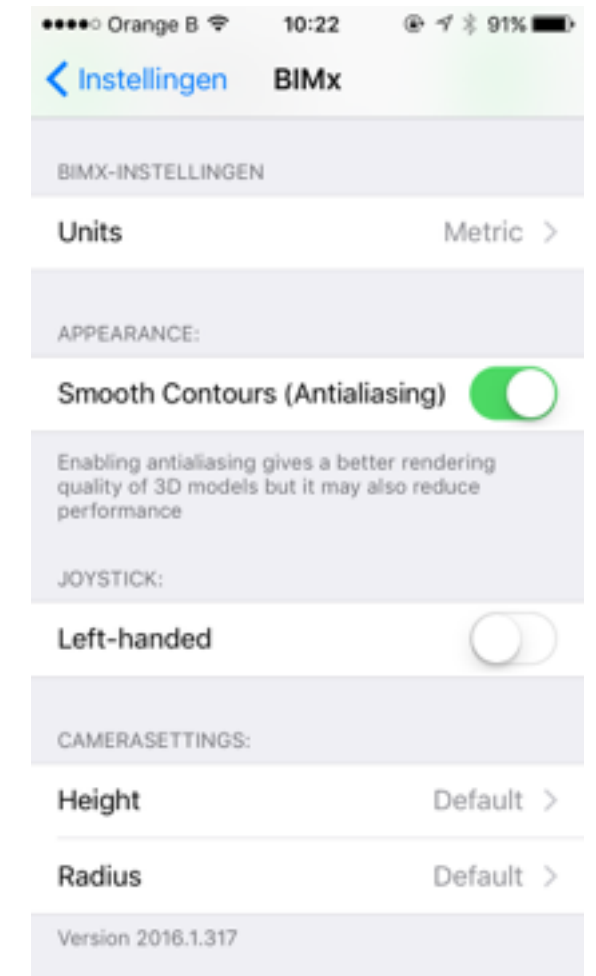 Orange B 10:22 91%
Instellingen BIMx
BIMX-INSTELLINGEN
Units Metric
APPEARANCE:
Smooth Contours (Antialiasing)
Enabling antialiasing gives a better rendering
quality of 3D models but it may also reduce
performance
JOYSTICK:
Left-handed
CAMERASETTINGS:
Height Default
Radius Default
Version 2016.1.317